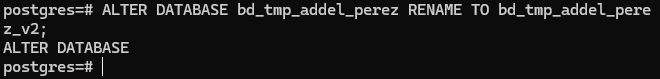 postgres=# ALTER DATABASE bd_tmp_addel_perez RENAME TO bd_tmp_addel_pere
z_v2;
ALTER DATABASE
postgres=#